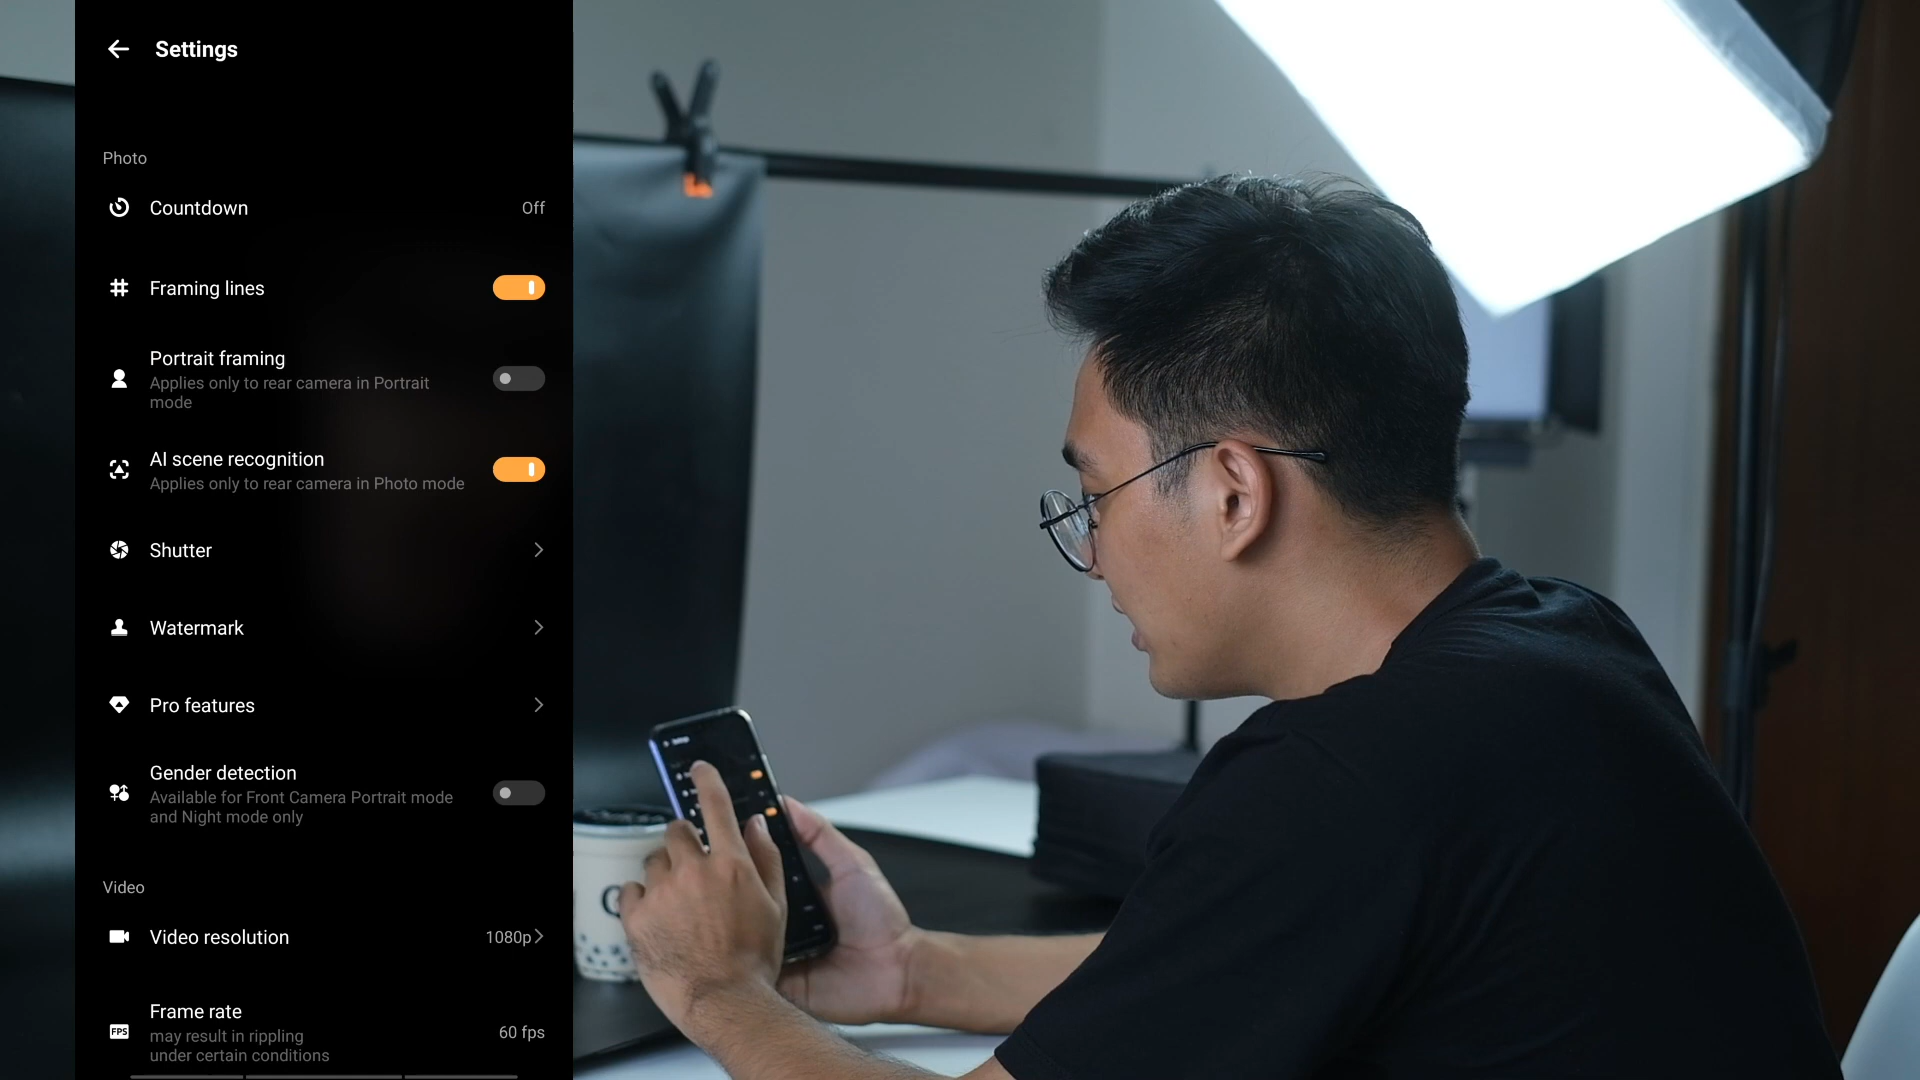 Settings
Photo
Countdown
Off
Framing lines
Portrait framing
Applies only to rear camera in Portrait
mode
AI scene recognition
Applies only to rear camera in Photo mode
Shutter
Watermark
Pro features
Gender detection
Available for Front Camera Portrait mode
and Night mode only
Video
Video resolution
1080p
Frame rate
FPS
may result in rippling
under certain conditions
60 fps